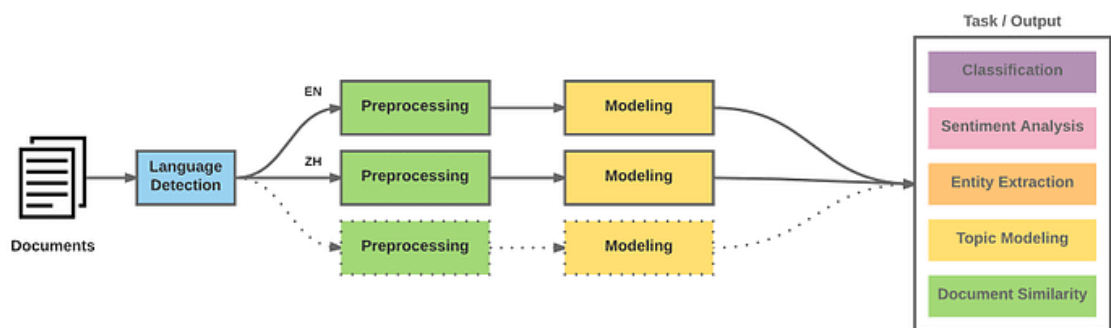 Task / Output
Classification
EN
Preprocessing
Modeling
Sentiment Analysis
ZH
Language
Detection
Preprocessing
Modeling
Entity Extraction
Documents
Preprocessing
Modeling
Topic Modeling
Document Similarity